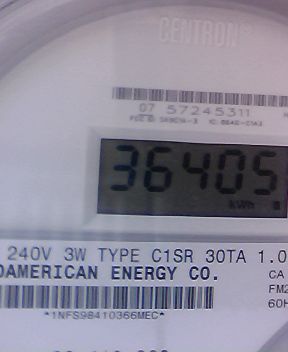 CENTRON
07 57245311
36405
kWh
240V 3W TYPE C1SR 30TA 1.0
DAMERICAN ENERGY CO.
CA
FM2
60H
*1NFS98410366MEC*